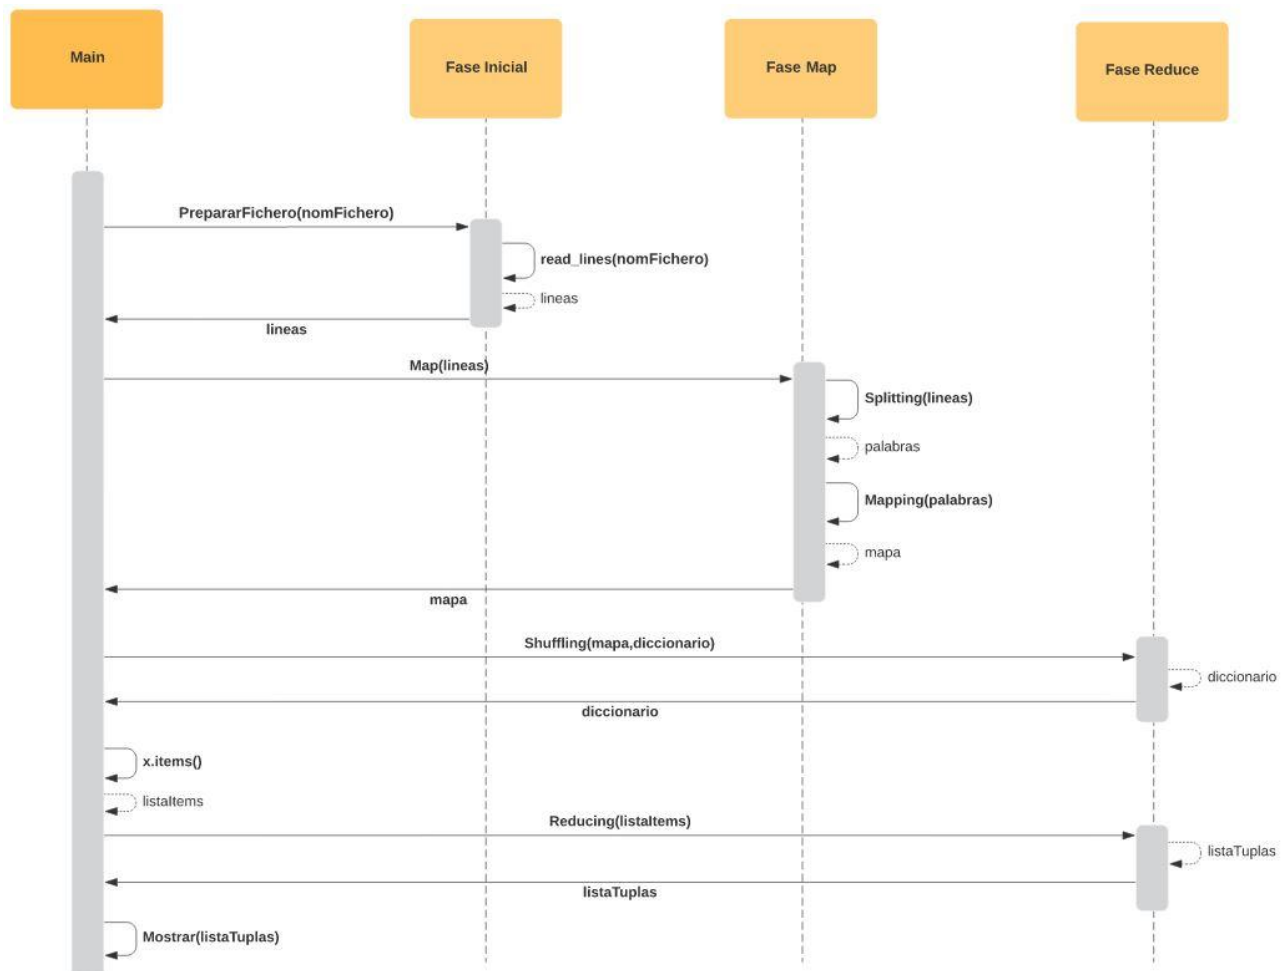 Main
Fase Inicial
Fase Map
Fase Reduce
PrepararFichero(nomFichero)
read_lines(nomFichero)
lineas
lineas
Map(lineas)
Splitting(lineas)
palabras
Mapping(palabras)
mapa
mapa
Shuffling(mapa,diccionario)
diccionario
diccionario
x.items()
listaItems
Reducing(listaItems)
listaTuplas
listaTuplas
Mostrar(listaTuplas)